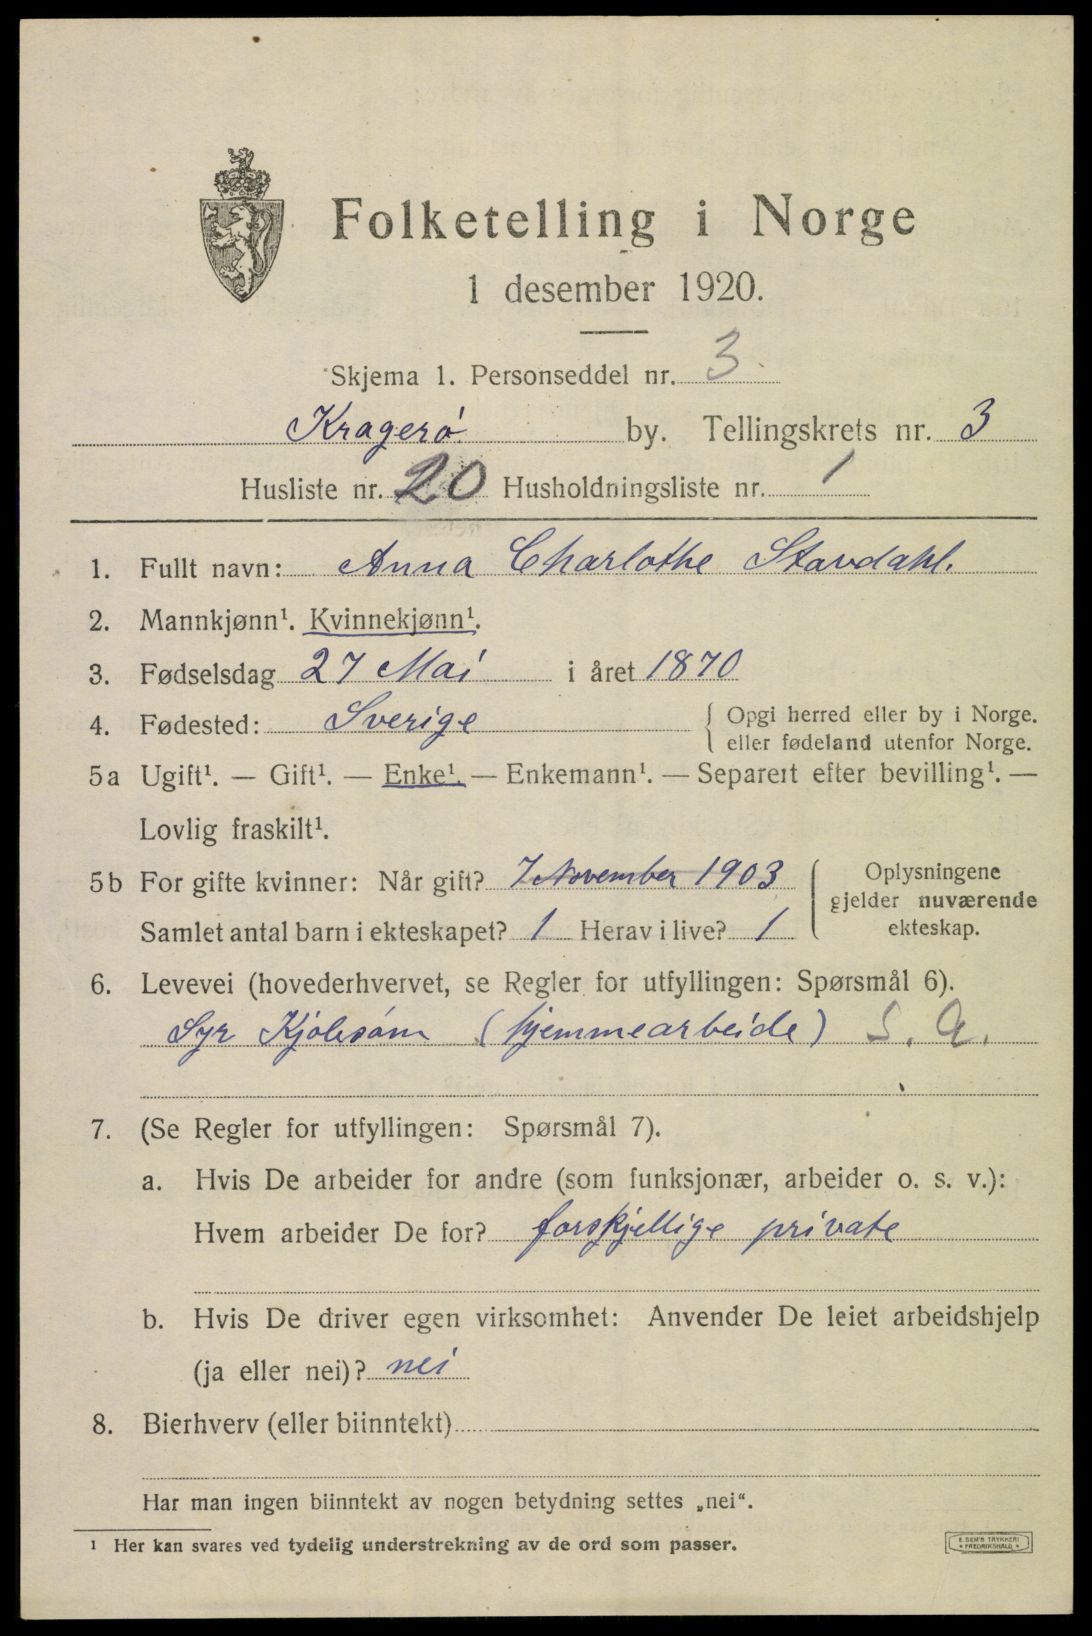 Folketelling i Norge
1 desember 1920.
Skjema 1. Personseddel nr. 3.
Kragerø by. Tellingskrets nr. 3
Husliste nr. 20 Husholdningsliste nr. 1
1. Fullt navn: Anna Charlothe Stavdahl.
2. Mannkjønn¹. Kvinnekjønn¹.
3. Fødselsdag 27 Mai i året 1870
4. Fødested: Sverige { Opgi herred eller by i Norge.
eller fødeland utenfor Norge.
5a Ugift¹. — Gift¹. — Enke¹. — Enkemann¹. — Separert efter bevilling¹. —
Lovlig fraskilt¹.
5b For gifte kvinner: Når gift? 7 November 1903 { Oplysningene
gjelder nuværende
Samlet antal barn i ekteskapet? 1 Herav i live? 1 ekteskap.
6. Levevei (hovederhvervet, se Regler for utfyllingen: Spørsmål 6).
Syr (hjemmearbeide) S. A.
7. (Se Regler for utfyllingen: Spørsmål 7).
a. Hvis De arbeider for andre (som funksjonær, arbeider o. s. v.):
Hvem arbeider De for? forskjellige private
b. Hvis De driver egen virksomhet: Anvender De leiet arbeidshjelp
(ja eller nei)? nei
8. Bierhverv (eller biinntekt)
Har man ingen biinntekt av nogen betydning settes „nei".
¹ Her kan svares ved tydelig understrekning av de ord som passer.
E. SEM'S TRYKKERI
• FREDRIKSHALD •